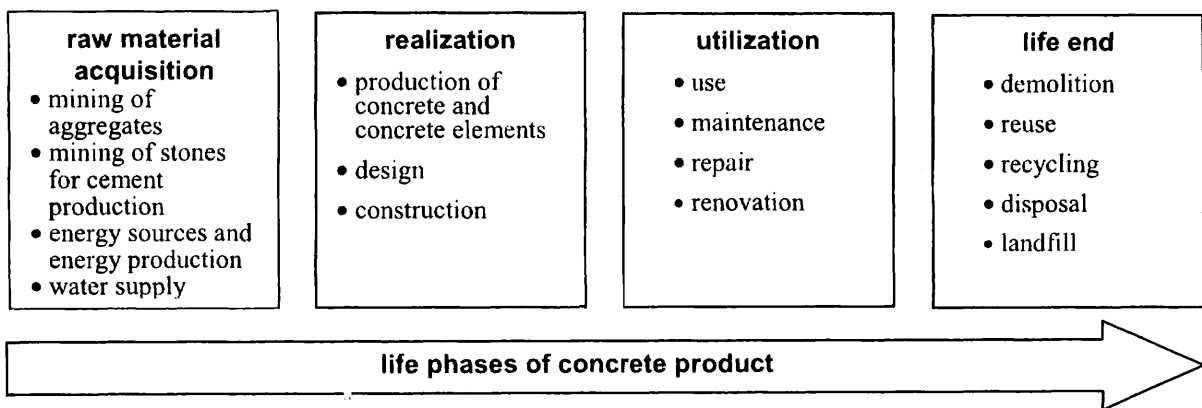 raw material
acquisition
• mining of
aggregates
• mining of stones
for cement
production
• energy sources and
energy production
• water supply
realization
• production of
concrete and
concrete elements
• design
• construction
utilization
• use
• maintenance
• repair
• renovation
life end
• demolition
• reuse
• recycling
• disposal
• landfill
life phases of concrete product